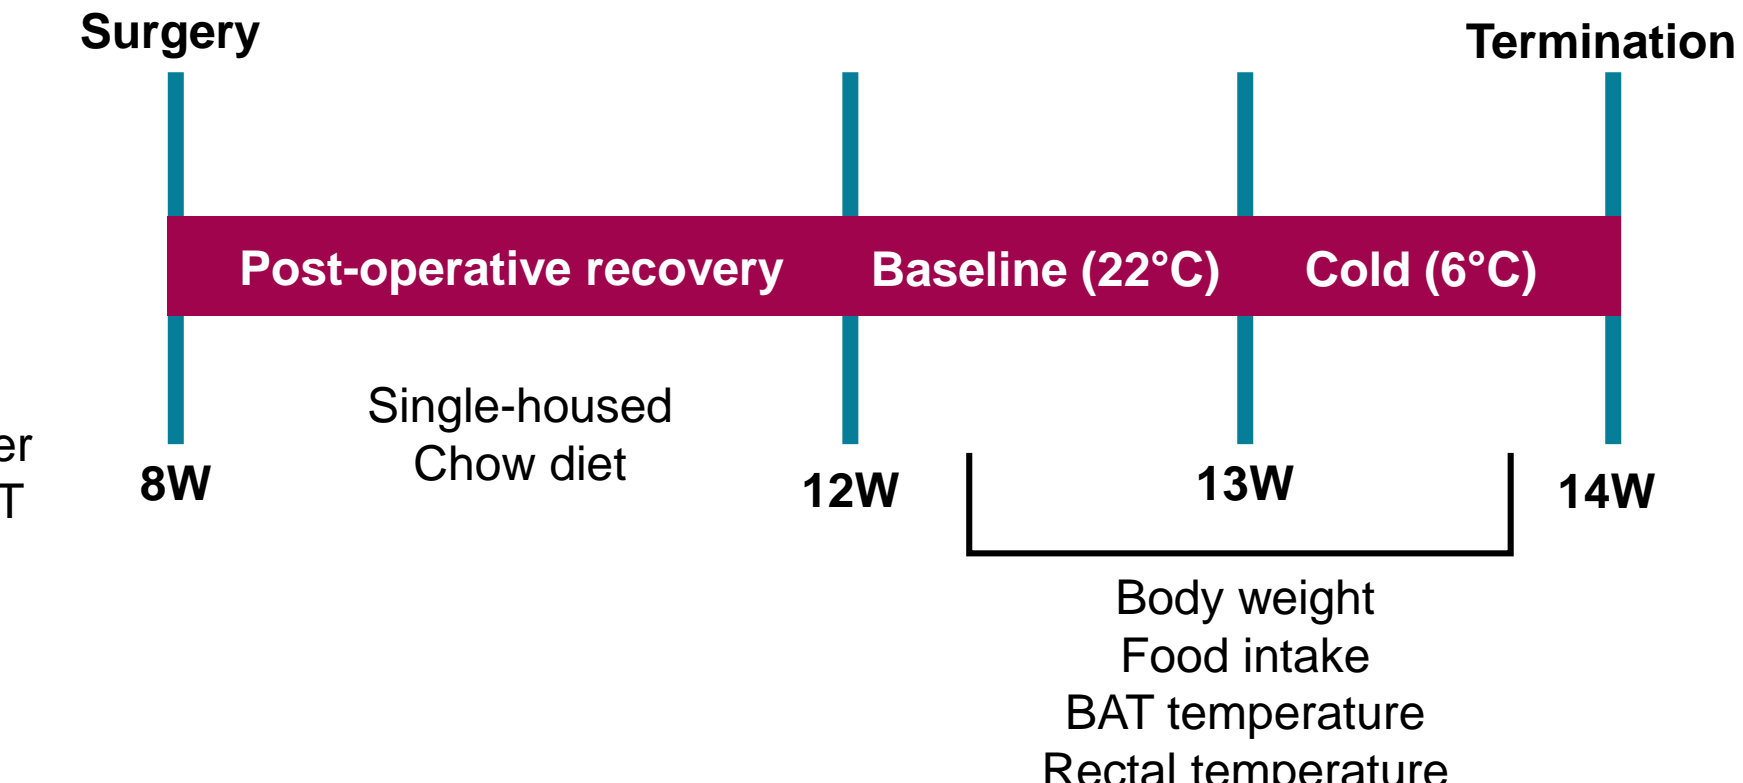 Surgery
Termination
Post-operative recovery
Baseline (22°C)
Cold (6°C)
Single-housed
Chow diet
er
T
8W
12W
13W
14W
Body weight
Food intake
BAT temperature
Rectal temperature